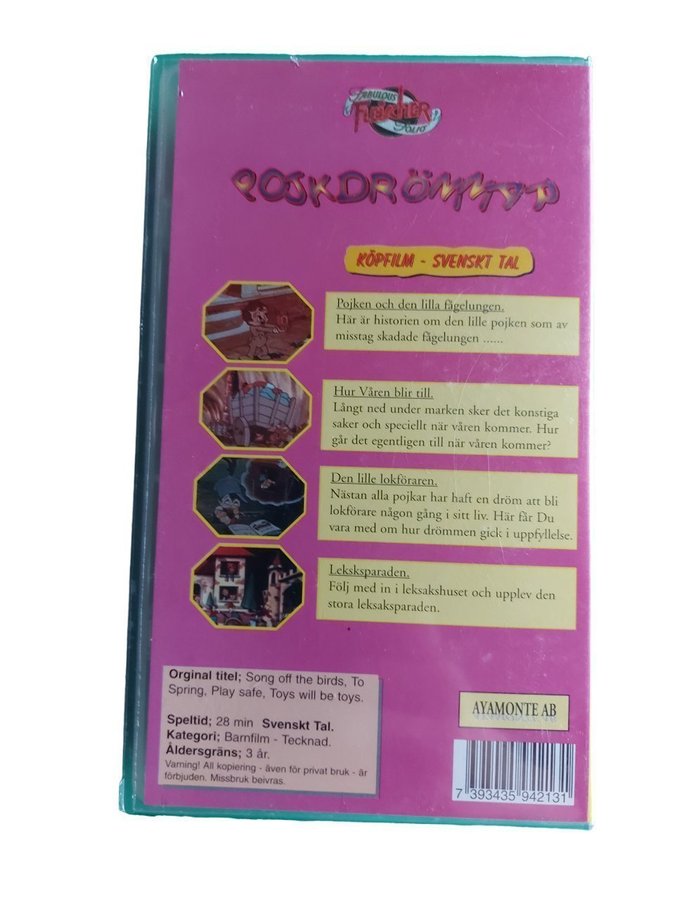 FABULOUS
FLEISCHER
FOLIO
POJKDRÖMMAR
KÖPFILM - SVENSKT TAL
Pojken och den lilla fågelungen.
Här är historien om den lille pojken som av
misstag skadade fågelungen ......
Hur Våren blir till.
Långt ned under marken sker det konstiga
saker och speciellt när våren kommer. Hur
går det egentligen till när våren kommer?
Den lille lokföraren.
Nästan alla pojkar har haft en dröm att bli
lokförare någon gång i sitt liv. Här får Du
vara med om hur drömmen gick i uppfyllelse.
Leksksparaden.
Följ med in i leksakshuset och upplev den
stora leksaksparaden.
Orginal titel; Song off the birds, To
Spring, Play safe, Toys will be toys.
Speltid; 28 min Svenskt Tal.
Kategori; Barnfilm - Tecknad.
Åldersgräns; 3 år.
Varning! All kopiering - även för privat bruk - är
förbjuden. Missbruk beivras.
AYAMONTE AB
7 393435 942131